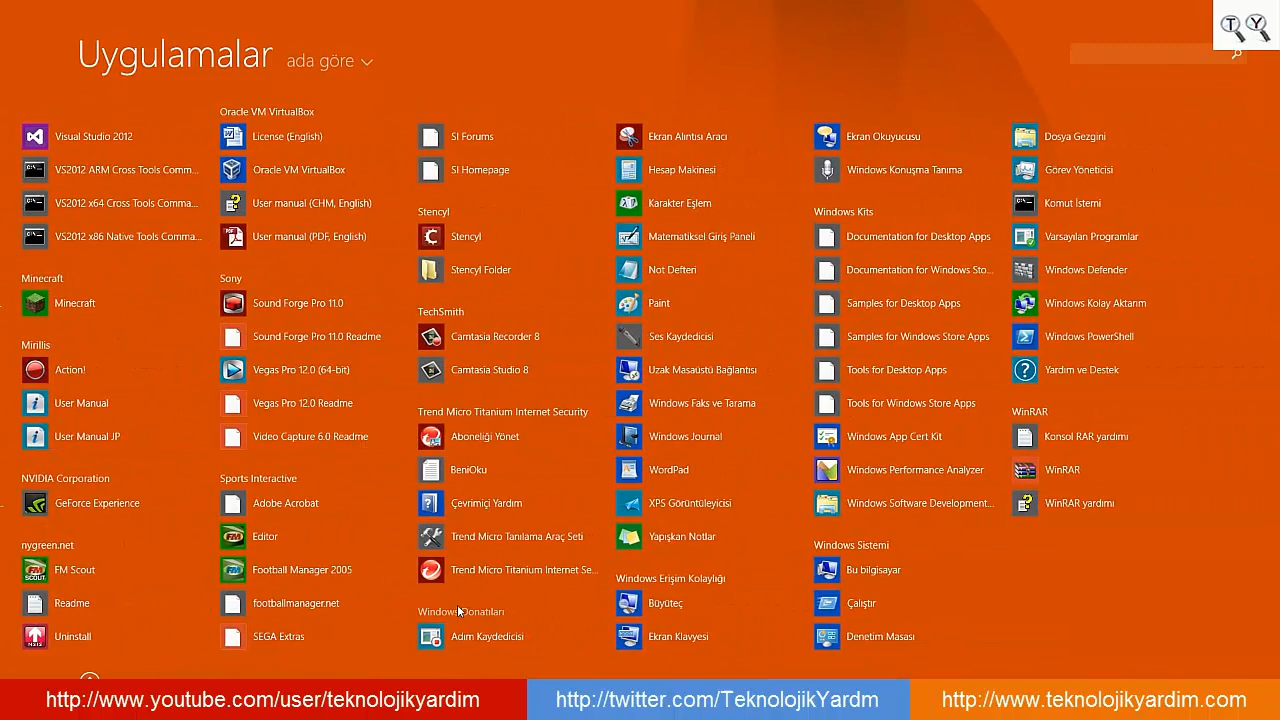 Uygulamalar ada göre
T Y
Visual Studio 2012
VS2012 ARM Cross Tools Comm...
VS2012 x64 Cross Tools Comma...
VS2012 x86 Native Tools Comma...
Minecraft
Minecraft
Mirillis
Action!
User Manual
User Manual JP
NVIDIA Corporation
GeForce Experience
nygreen.net
FM Scout
Readme
Uninstall
Oracle VM VirtualBox
License (English)
Oracle VM VirtualBox
User manual (CHM, English)
User manual (PDF, English)
Sony
Sound Forge Pro 11.0
Sound Forge Pro 11.0 Readme
Vegas Pro 12.0 (64-bit)
Vegas Pro 12.0 Readme
Video Capture 6.0 Readme
Sports Interactive
Adobe Acrobat
Editor
Football Manager 2005
footballmanager.net
SEGA Extras
SI Forums
SI Homepage
Stencyl
Stencyl
Stencyl Folder
TechSmith
Camtasia Recorder 8
Camtasia Studio 8
Trend Micro Titanium Internet Security
Aboneliği Yönet
BeniOku
Çevrimiçi Yardım
Trend Micro Tanılama Araç Seti
Trend Micro Titanium Internet Se...
Windows Donatıları
Adım Kaydedicisi
Ekran Alıntısı Aracı
Hesap Makinesi
Karakter Eşlem
Matematiksel Giriş Paneli
Not Defteri
Paint
Ses Kaydedicisi
Uzak Masaüstü Bağlantısı
Windows Faks ve Tarama
Windows Journal
WordPad
XPS Görüntüleyicisi
Yapışkan Notlar
Windows Erişim Kolaylığı
Büyüteç
Ekran Klavyesi
Ekran Okuyucusu
Windows Konuşma Tanıma
Windows Kits
Documentation for Desktop Apps
Documentation for Windows Sto...
Samples for Desktop Apps
Samples for Windows Store Apps
Tools for Desktop Apps
Tools for Windows Store Apps
Windows App Cert Kit
Windows Performance Analyzer
Windows Software Development...
Windows Sistemi
Bu bilgisayar
Çalıştır
Denetim Masası
Dosya Gezgini
Görev Yöneticisi
Komut İstemi
Varsayılan Programlar
Windows Defender
Windows Kolay Aktarım
Windows PowerShell
Yardım ve Destek
WinRAR
Konsol RAR yardımı
WinRAR
WinRAR yardımı
http://www.youtube.com/user/teknolojikyardim
http://twitter.com/TeknolojikYardm
http://www.teknolojikyardim.com